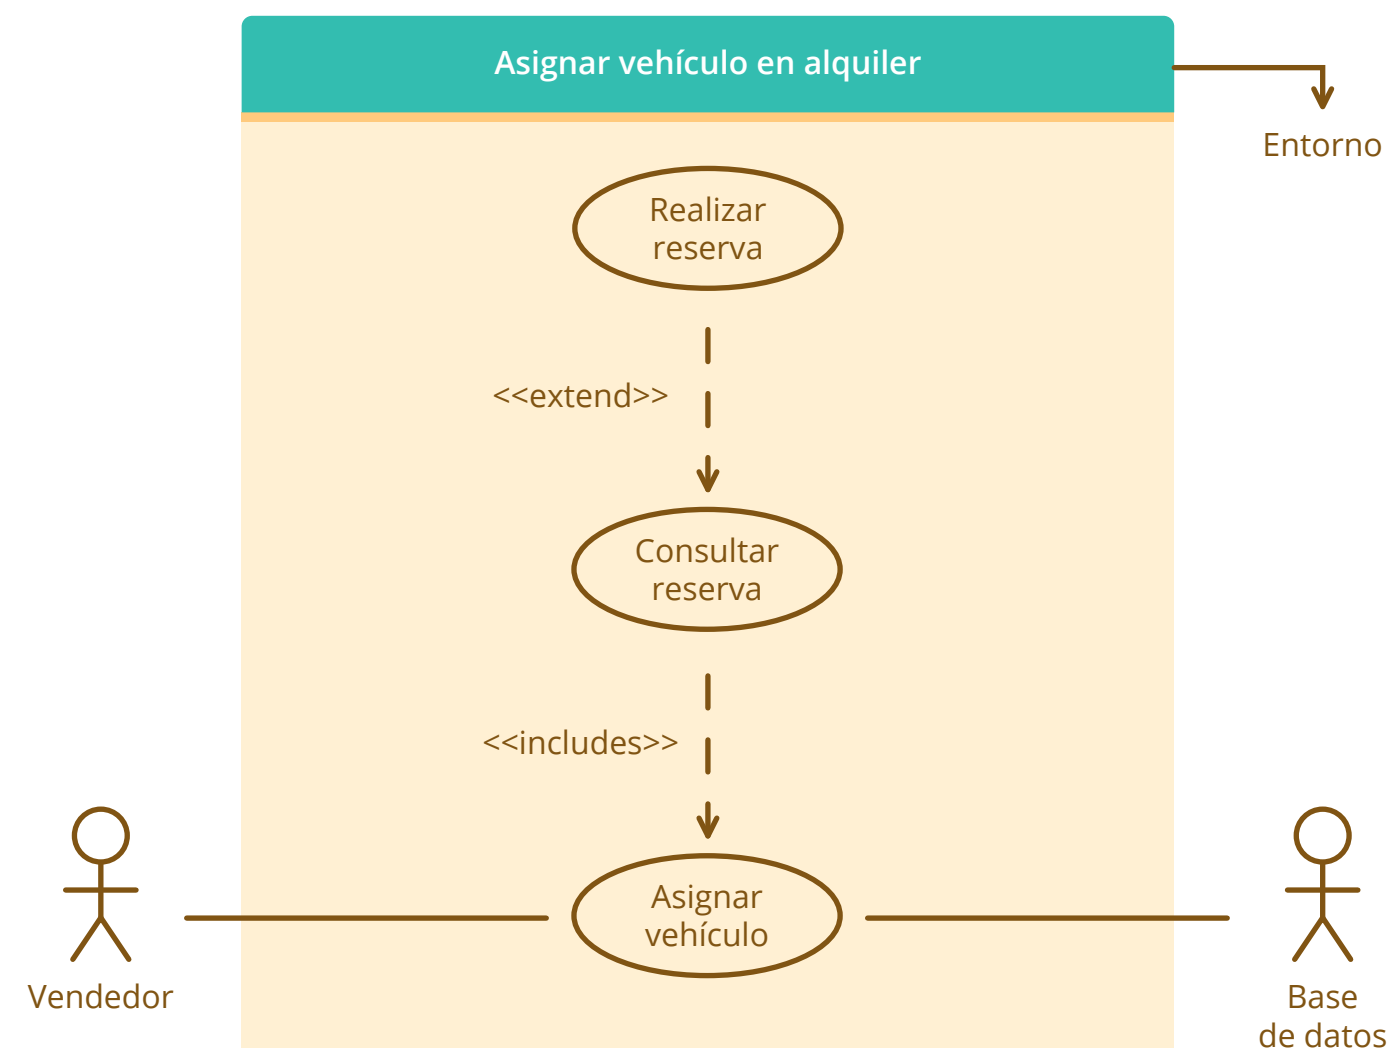 Asignar vehículo en alquiler
Entorno
Realizar
reserva
<<extend>>
Consultar
reserva
<<includes>>
Asignar
vehículo
Vendedor
Base
de datos